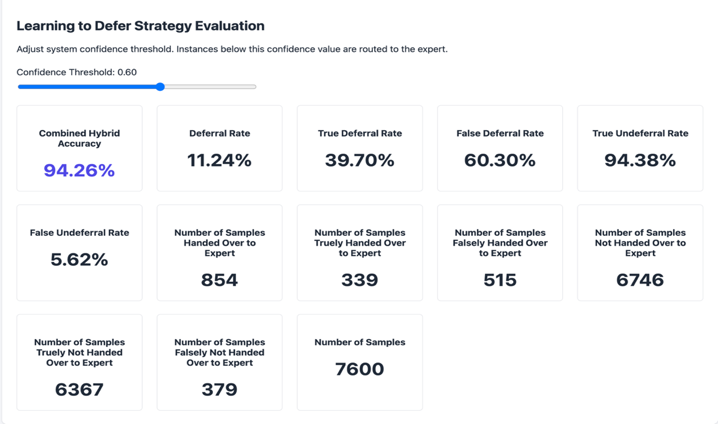 Learning to Defer Strategy Evaluation
Adjust system confidence threshold. Instances below this confidence value are routed to the expert.
Confidence Threshold: 0.60
Combined Hybrid
Accuracy
94.26%
Deferral Rate
11.24%
True Deferral Rate
39.70%
False Deferral Rate
60.30%
True Undeferral Rate
94.38%
False Undeferral Rate
5.62%
Number of Samples
Handed Over to
Expert
854
Number of Samples
Truely Handed Over
to Expert
339
Number of Samples
Falsely Handed Over
to Expert
515
Number of Samples
Not Handed Over to
Expert
6746
Number of Samples
Truely Not Handed
Over to Expert
6367
Number of Samples
Falsely Not Handed
Over to Expert
379
Number of Samples
7600